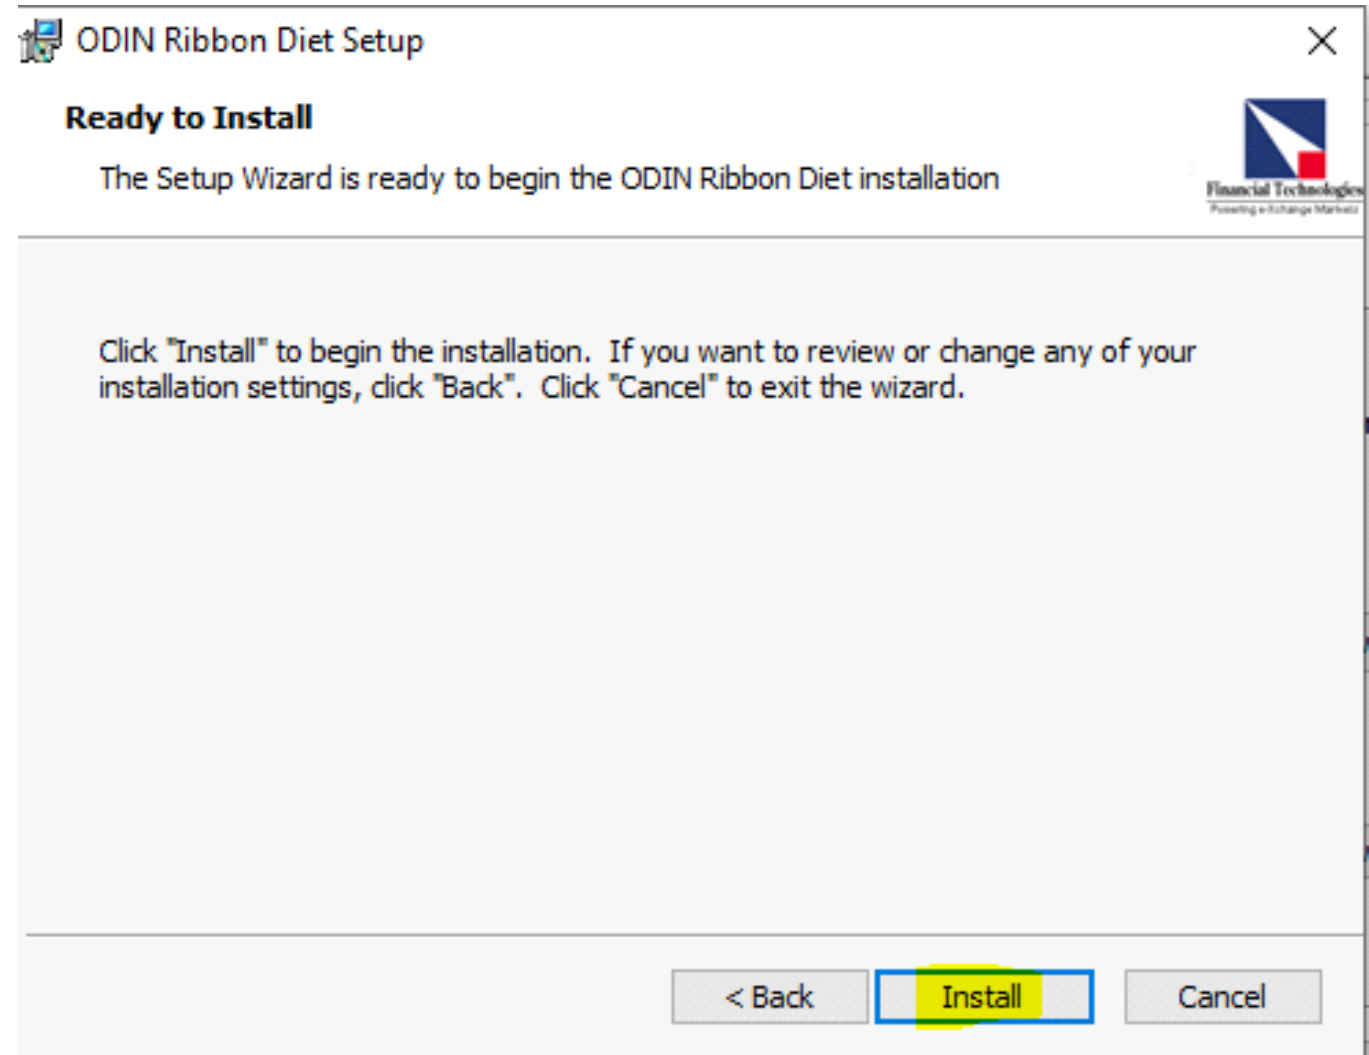 ODIN Ribbon Diet Setup
Ready to Install
The Setup Wizard is ready to begin the ODIN Ribbon Diet installation
Financial Technologies
Click "Install" to begin the installation.  If you want to review or change any of your
installation settings, click "Back".  Click "Cancel" to exit the wizard.
< Back
Install
Cancel